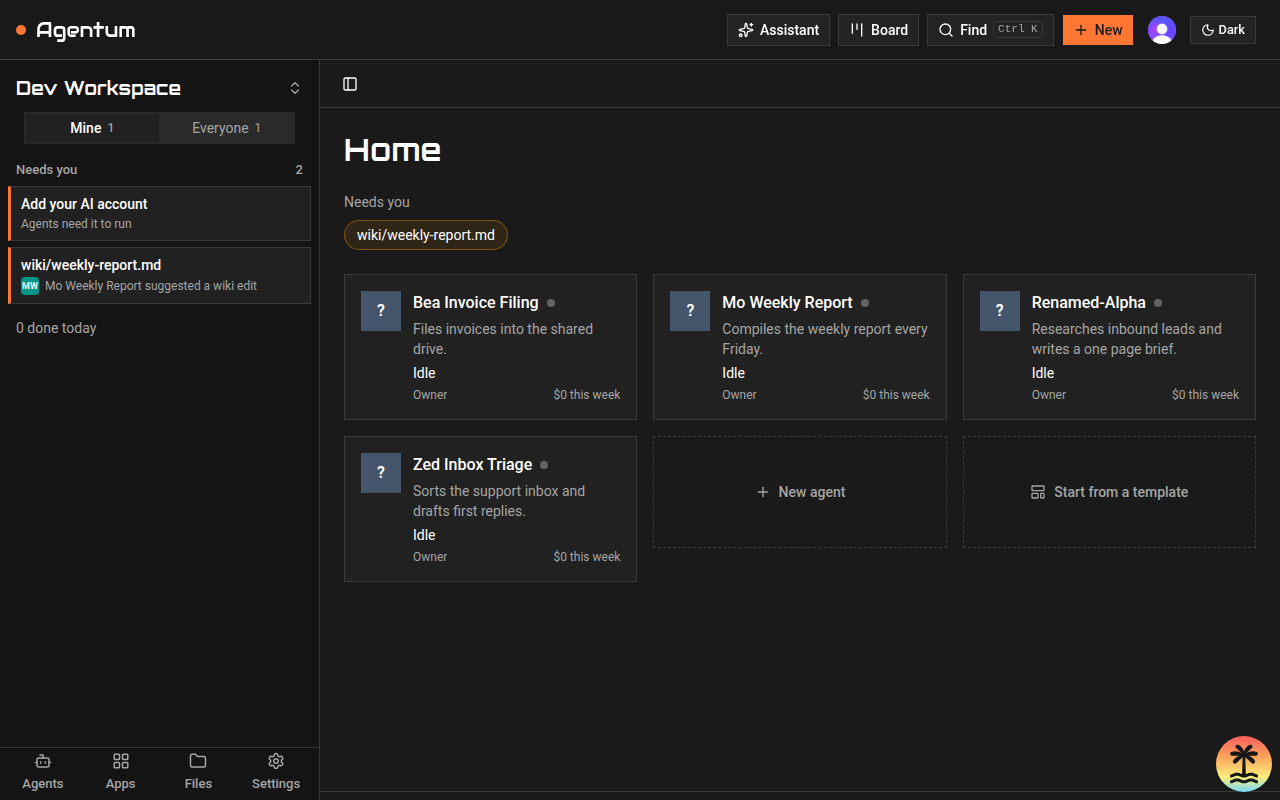 Agentum
Assistant
Board
Find Ctrl K
+ New
Dark
Dev Workspace
Mine 1
Everyone 1
Needs you 2
Add your AI account
Agents need it to run
wiki/weekly-report.md
MW Mo Weekly Report suggested a wiki edit
0 done today
Agents
Apps
Files
Settings
Home
Needs you
wiki/weekly-report.md
?
Bea Invoice Filing
Files invoices into the shared
drive.
Idle
Owner $0 this week
?
Mo Weekly Report
Compiles the weekly report every
Friday.
Idle
Owner $0 this week
?
Renamed-Alpha
Researches inbound leads and
writes a one page brief.
Idle
Owner $0 this week
?
Zed Inbox Triage
Sorts the support inbox and
drafts first replies.
Idle
Owner $0 this week
+ New agent
Start from a template